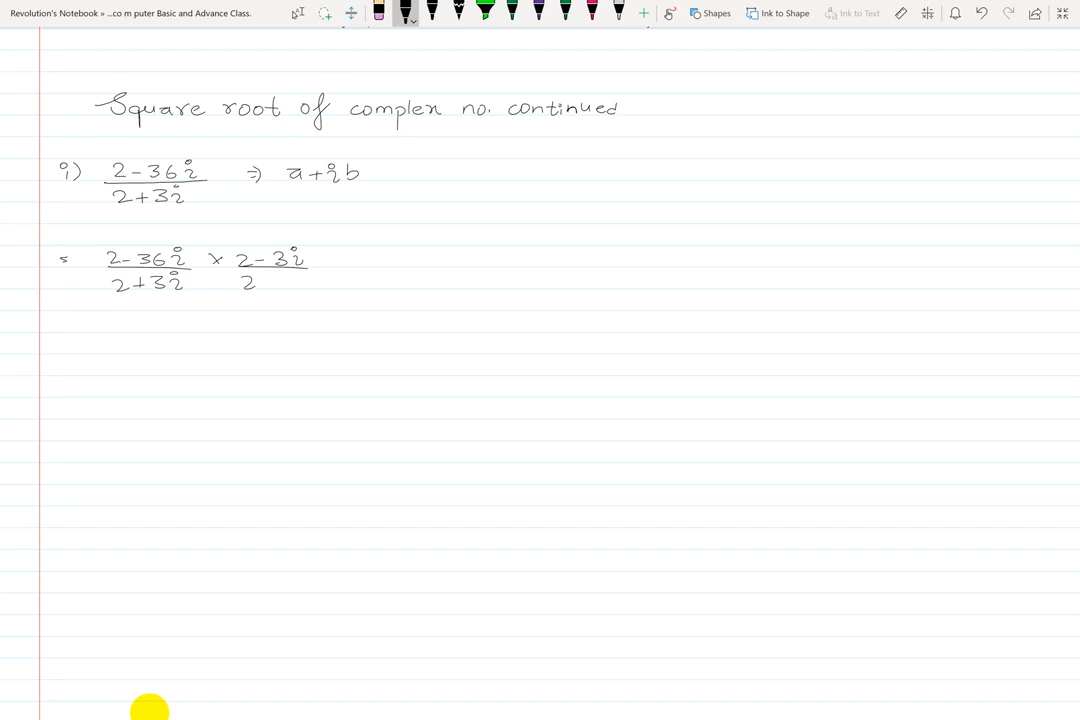 Revolution's Notebook » ...co m puter Basic and Advance Class.
Shapes
Ink to Shape
Ink to Text
Square root of complex no. continued
i) (2-36i)/(2+3i) ⇒ a+ib
= (2-36i)/(2+3i) × (2-3i)/2